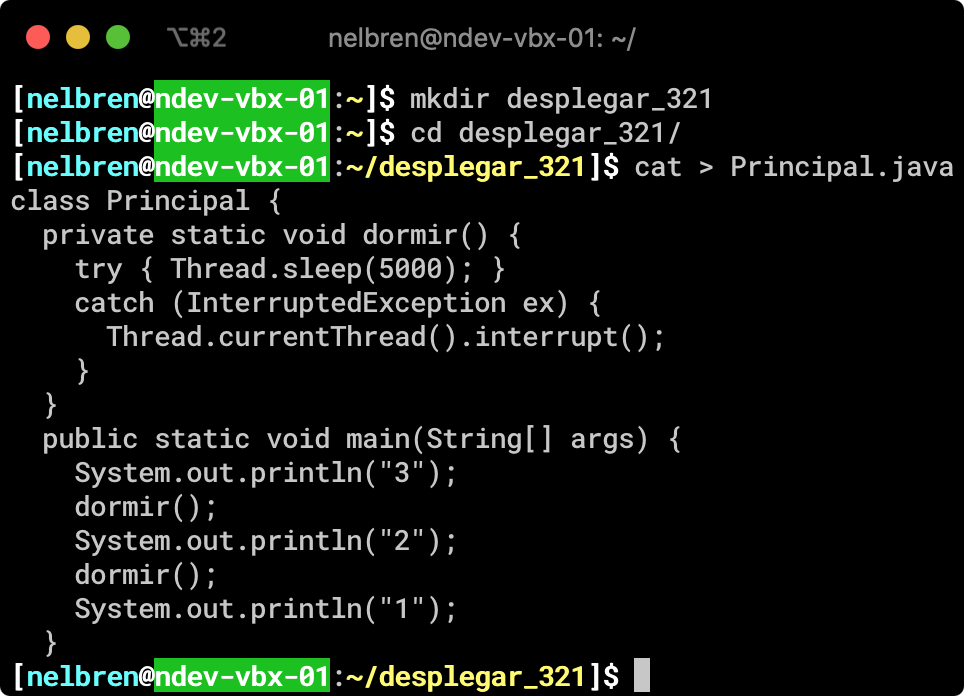 ⌥⌘2 nelbren@ndev-vbx-01: ~/
[nelbren@ndev-vbx-01:~]$ mkdir desplegar_321
[nelbren@ndev-vbx-01:~]$ cd desplegar_321/
[nelbren@ndev-vbx-01:~/desplegar_321]$ cat > Principal.java
class Principal {
  private static void dormir() {
    try { Thread.sleep(5000); }
    catch (InterruptedException ex) {
      Thread.currentThread().interrupt();
    }
  }
  public static void main(String[] args) {
    System.out.println("3");
    dormir();
    System.out.println("2");
    dormir();
    System.out.println("1");
  }
[nelbren@ndev-vbx-01:~/desplegar_321]$